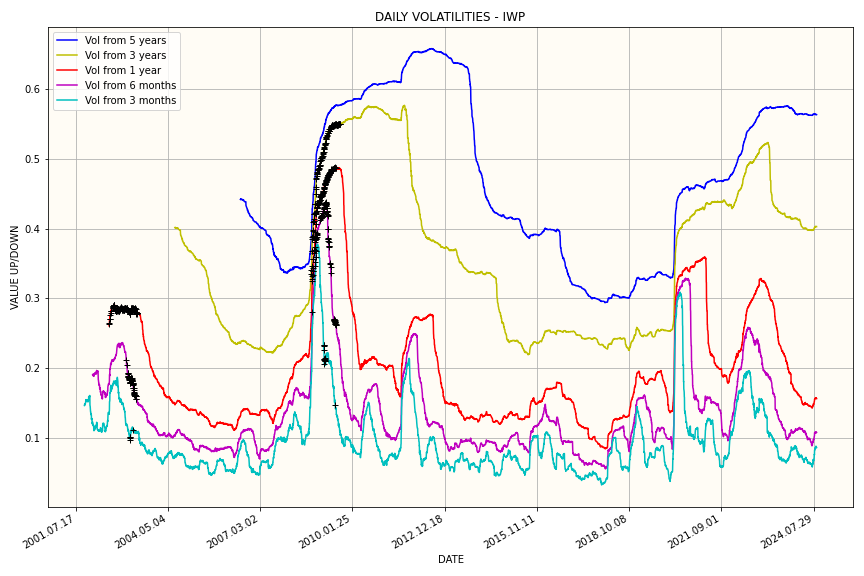 DAILY VOLATILITIES - IWP
Vol from 5 years
Vol from 3 years
Vol from 1 year
Vol from 6 months
Vol from 3 months
VALUE UP/DOWN
0.6
0.5
0.4
0.3
0.2
0.1
2001.07.17
2004.05.04
2007.03.02
2010.01.25
2012.12.18
2015.11.11
2018.10.08
2021.09.01
2024.07.29
DATE